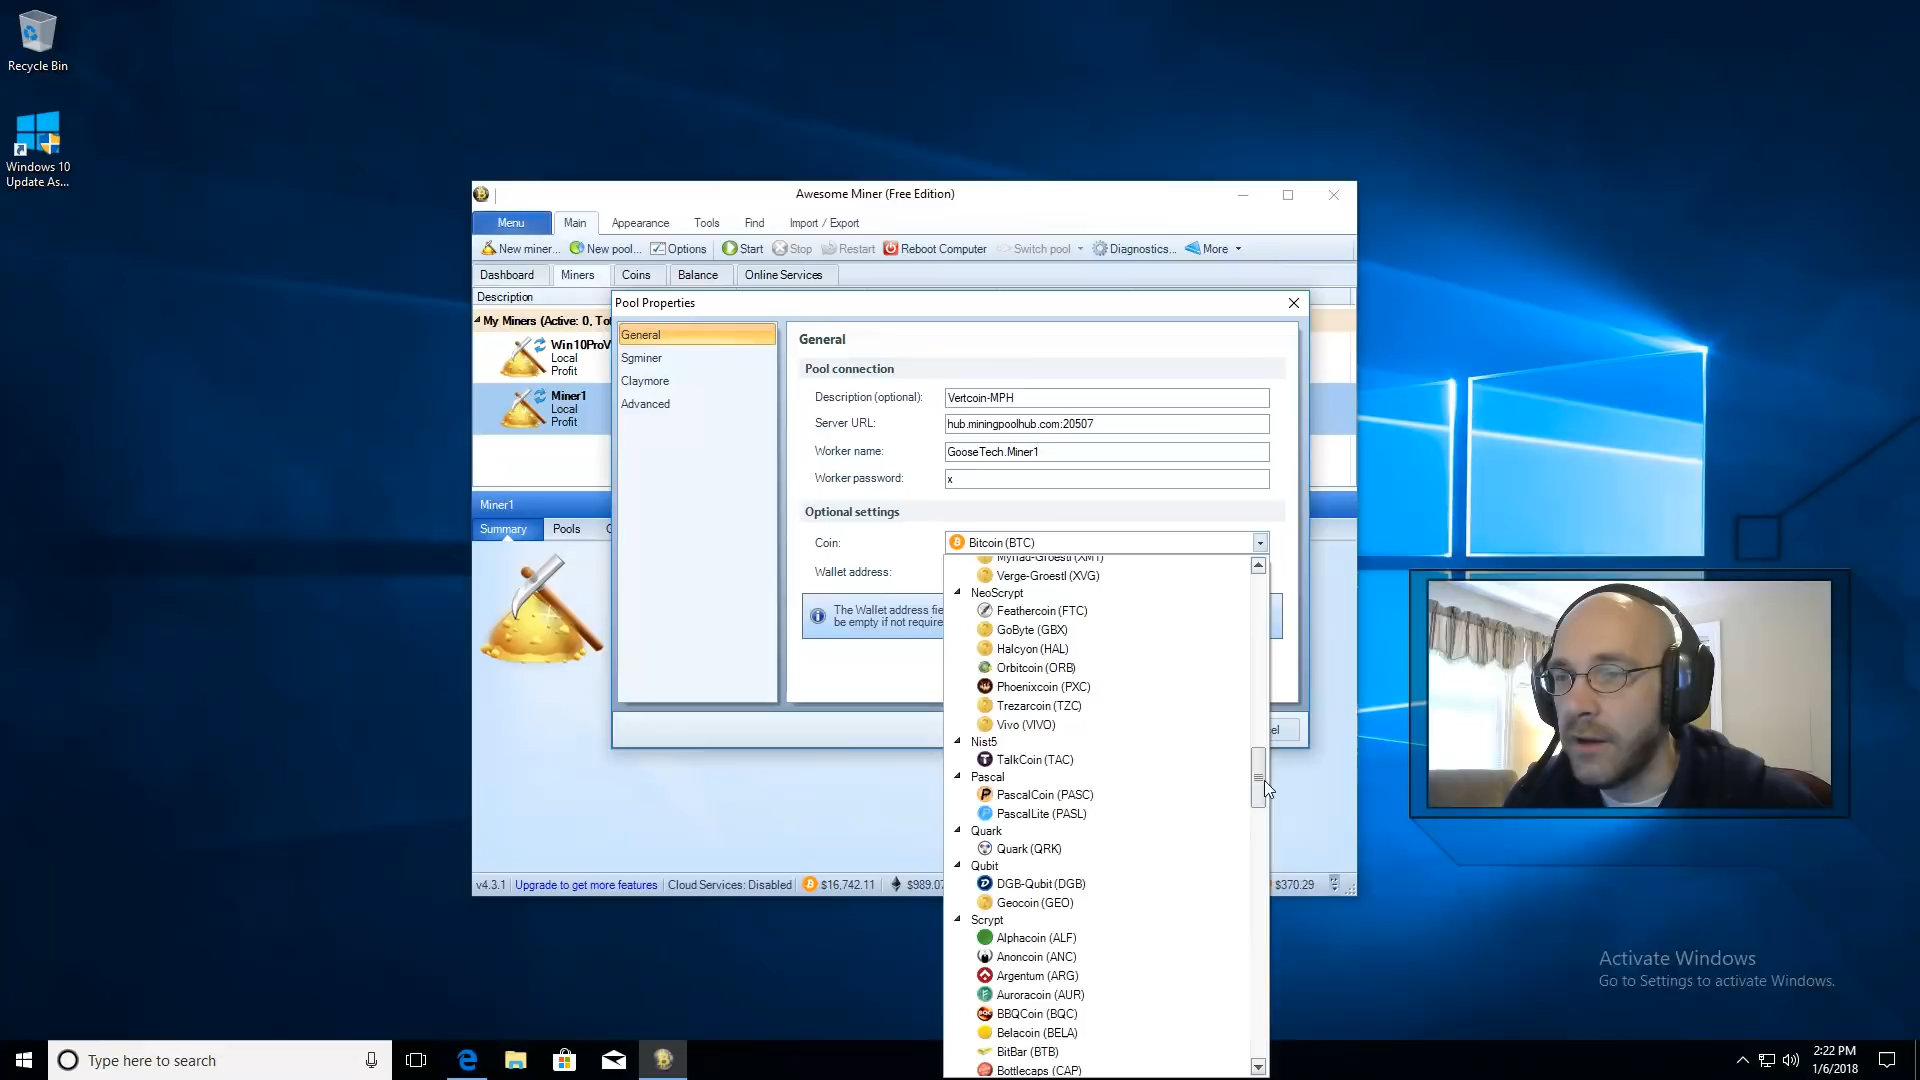 Recycle Bin
Windows 10
Update As...
Awesome Miner (Free Edition)
Menu
Main
Appearance
Tools
Find
Import / Export
New miner...
New pool...
Options
Start
Stop
Restart
Reboot Computer
Switch pool
Diagnostics...
More
Dashboard
Miners
Coins
Balance
Online Services
Description
My Miners (Active: 0, Tot
Win10ProV
Local
Profit
Miner1
Local
Profit
Miner1
Summary
Pools
Pool Properties
General
Sgminer
Claymore
Advanced
General
Pool connection
Description (optional):
Vertcoin-MPH
Server URL:
hub.miningpoolhub.com:20507
Worker name:
GooseTech.Miner1
Worker password:
x
Optional settings
Coin:
Bitcoin (BTC)
Wallet address:
The Wallet address fie
be empty if not require
el
Myriad-Groestl (XMY)
Verge-Groestl (XVG)
NeoScrypt
Feathercoin (FTC)
GoByte (GBX)
Halcyon (HAL)
Orbitcoin (ORB)
Phoenixcoin (PXC)
Trezarcoin (TZC)
Vivo (VIVO)
Nist5
TalkCoin (TAC)
Pascal
PascalCoin (PASC)
PascalLite (PASL)
Quark
Quark (QRK)
Qubit
DGB-Qubit (DGB)
Geocoin (GEO)
Scrypt
Alphacoin (ALF)
Anoncoin (ANC)
Argentum (ARG)
Auroracoin (AUR)
BBQCoin (BQC)
Belacoin (BELA)
BitBar (BTB)
Bottlecaps (CAP)
v4.3.1
Upgrade to get more features
Cloud Services: Disabled
$16,742.11
$989.07
$370.29
Activate Windows
Go to Settings to activate Windows.
Type here to search
2:22 PM
1/6/2018